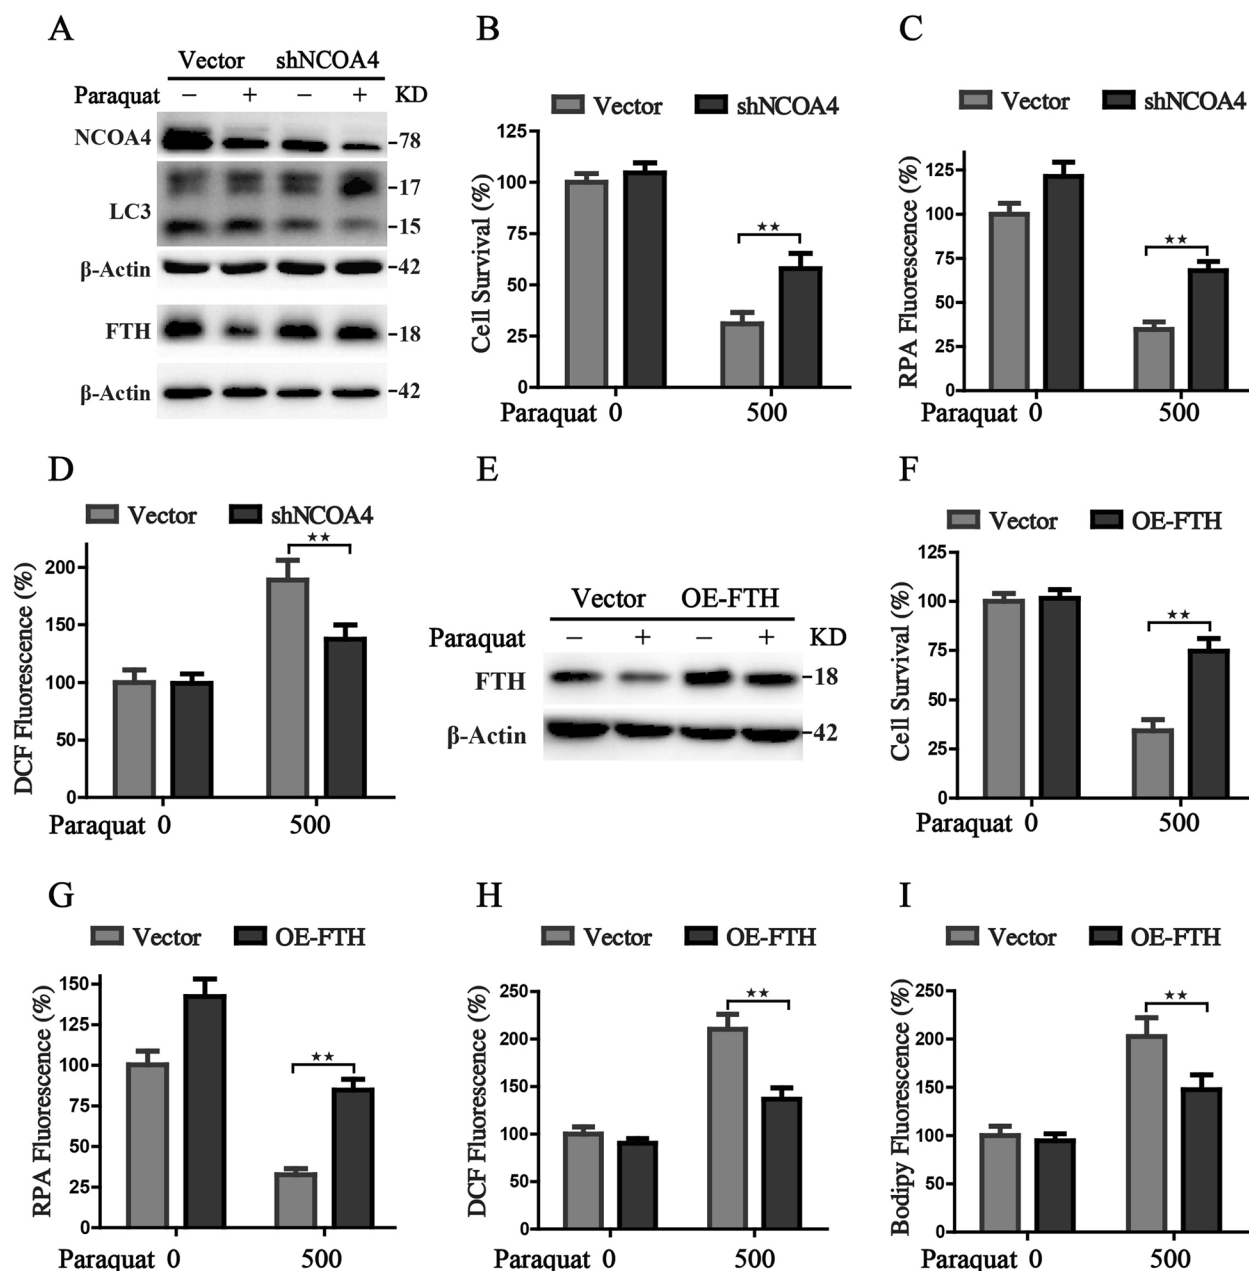 A
Vector shNCOA4
Paraquat − + − + KD
NCOA4 -78
-17
LC3
-15
β-Actin -42
FTH -18
β-Actin -42
B
Vector shNCOA4
Cell Survival (%)
125
100
75
50
25
0
★★
Paraquat 0 500
C
Vector shNCOA4
RPA Fluorescence (%)
125
100
75
50
25
0
★★
Paraquat 0 500
D
Vector shNCOA4
DCF Fluorescence (%)
200
150
100
50
0
★★
Paraquat 0 500
E
Vector OE-FTH
Paraquat − + − + KD
FTH -18
β-Actin -42
F
Vector OE-FTH
Cell Survival (%)
125
100
75
50
25
0
★★
Paraquat 0 500
G
Vector OE-FTH
RPA Fluorescence (%)
150
125
100
75
50
25
0
★★
Paraquat 0 500
H
Vector OE-FTH
DCF Fluorescence (%)
250
200
150
100
50
0
★★
Paraquat 0 500
I
Vector OE-FTH
Bodipy Fluorescence (%)
250
200
150
100
50
0
★★
Paraquat 0 500